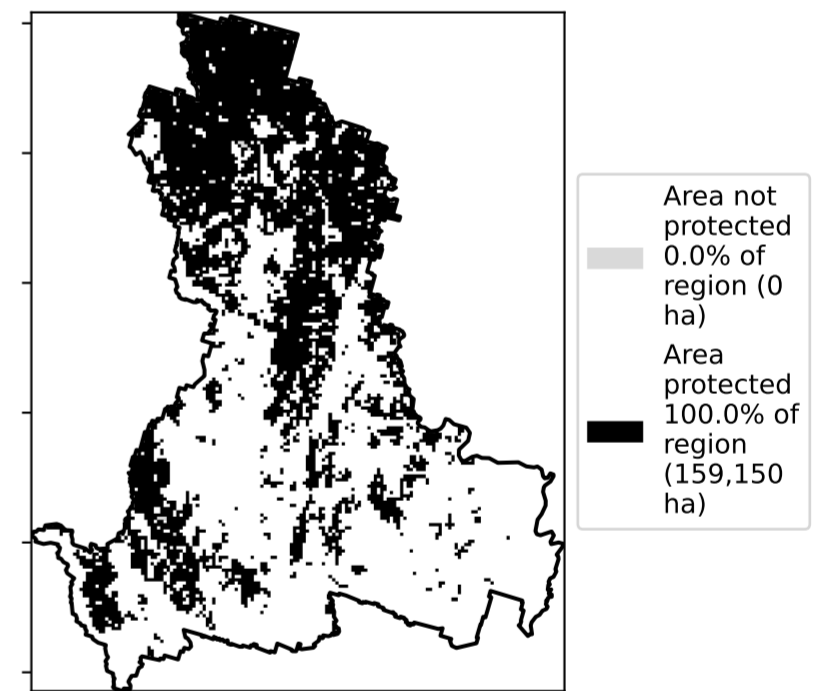 Area not
protected
0.0% of
region (0
ha)
Area
protected
100.0% of
region
(159,150
ha)